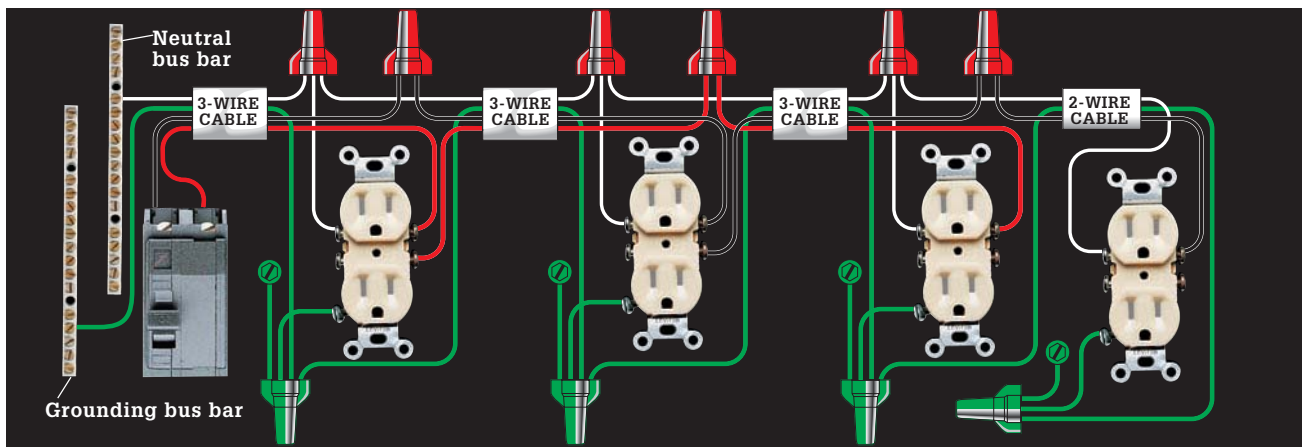 Neutral
bus bar
3-WIRE
CABLE
3-WIRE
CABLE
3-WIRE
CABLE
2-WIRE
CABLE
Grounding bus bar